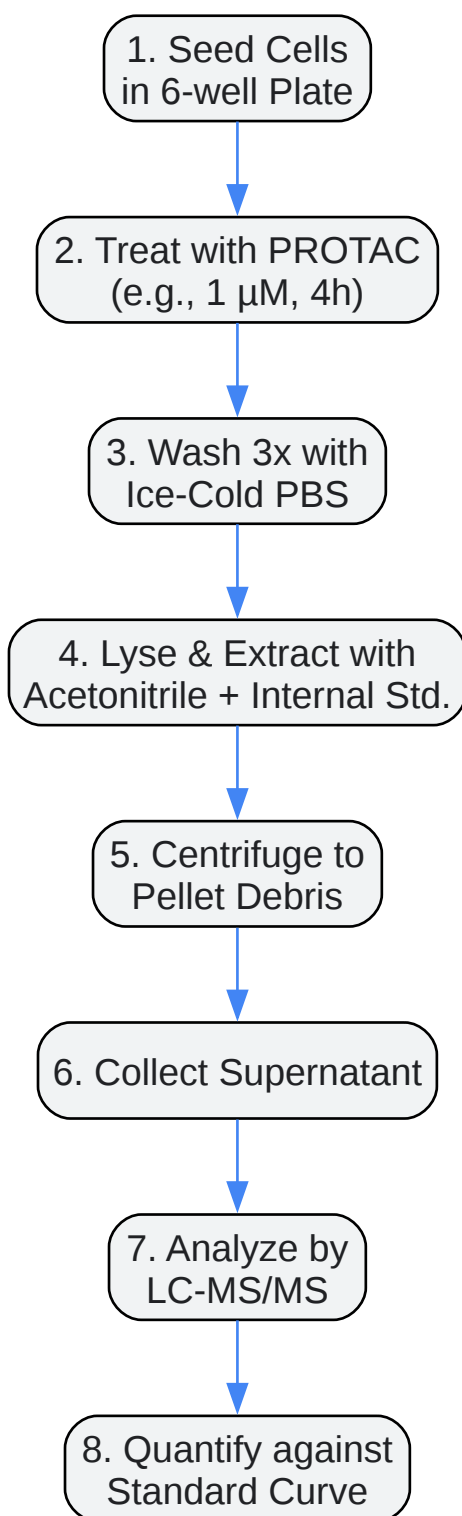 1. Seed Cells
in 6-well Plate
2. Treat with PROTAC
(e.g., 1 µM, 4h)
3. Wash 3x with
Ice-Cold PBS
4. Lyse & Extract with
Acetonitrile + Internal Std.
5. Centrifuge to
Pellet Debris
6. Collect Supernatant
7. Analyze by
LC-MS/MS
8. Quantify against
Standard Curve